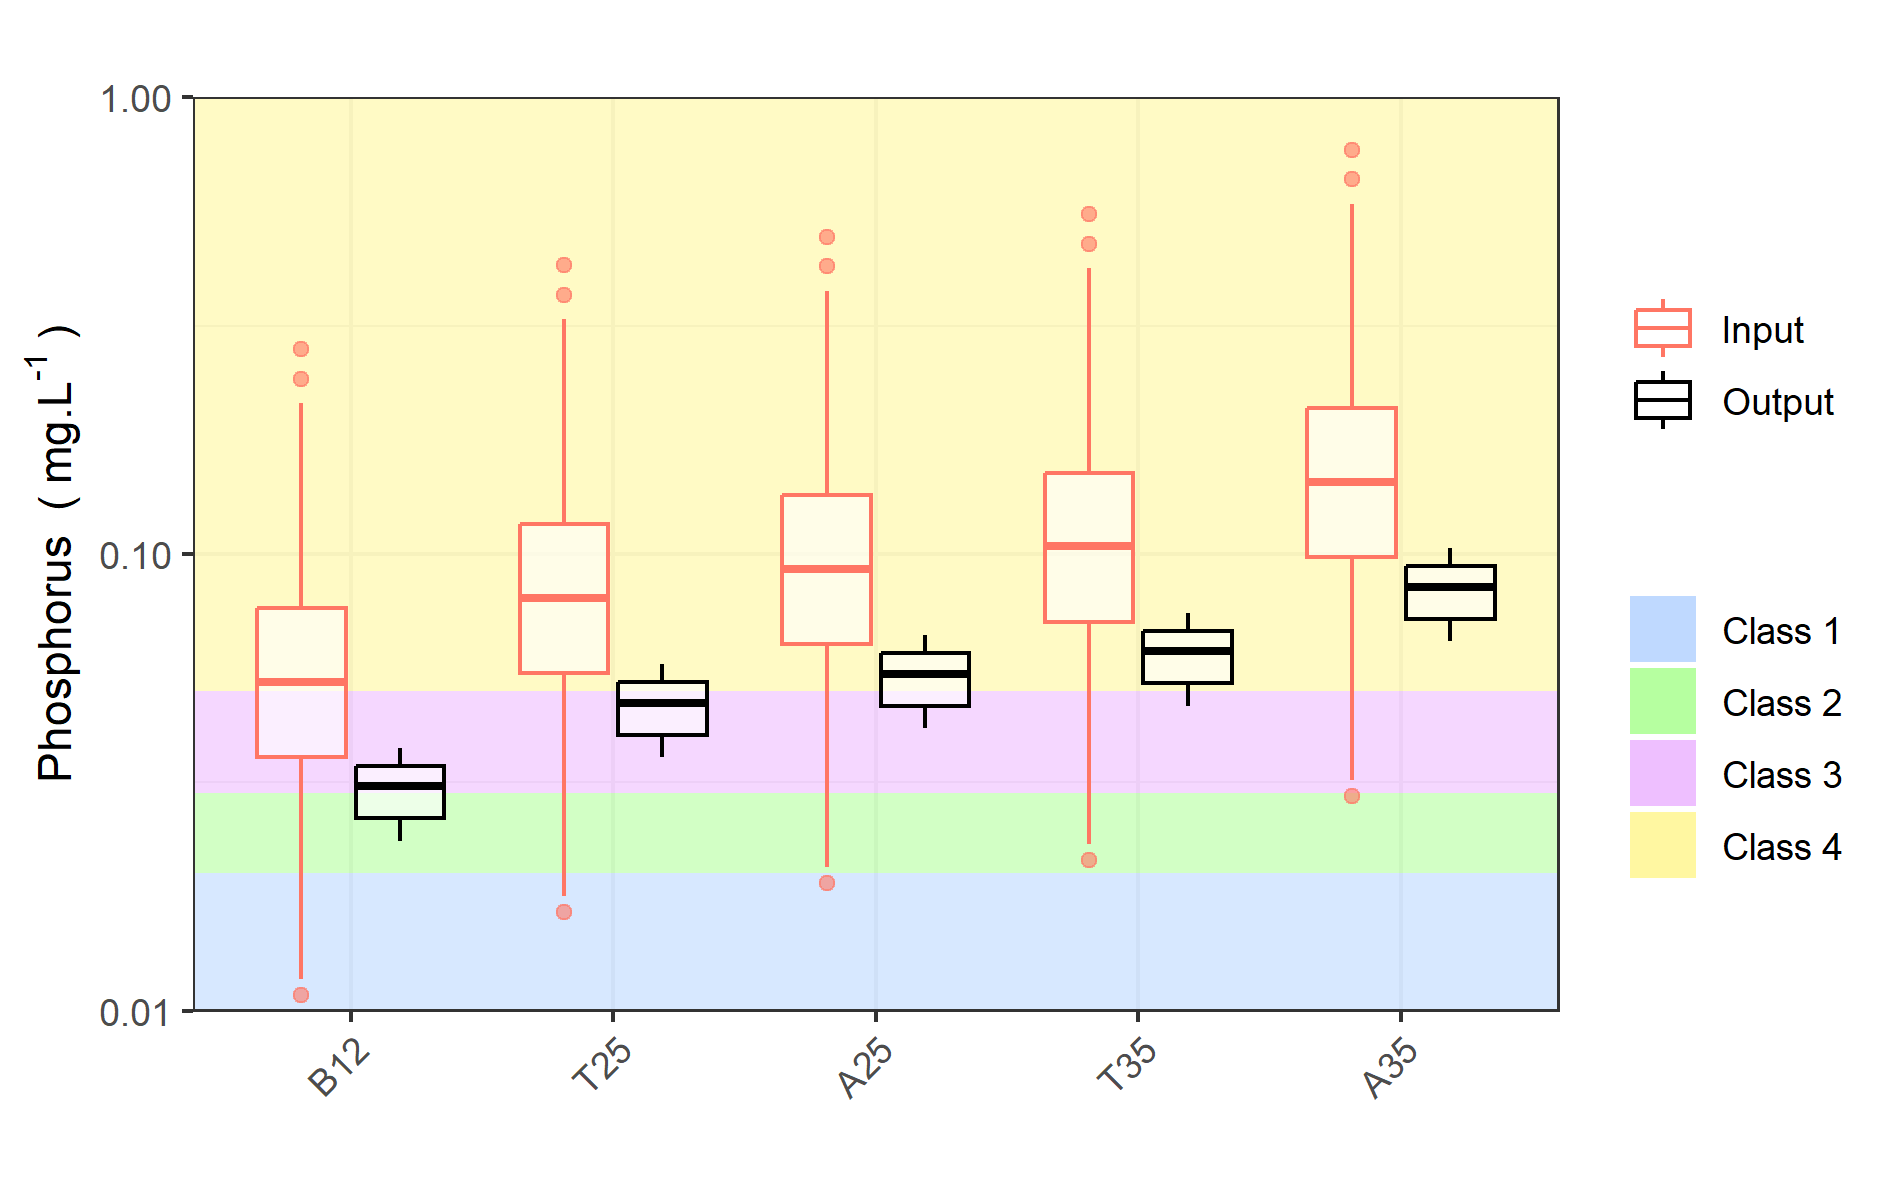 1.00
0.10
0.01
Phosphorus ( mg.L⁻¹ )
B12
T25
A25
T35
A35
Input
Output
Class 1
Class 2
Class 3
Class 4